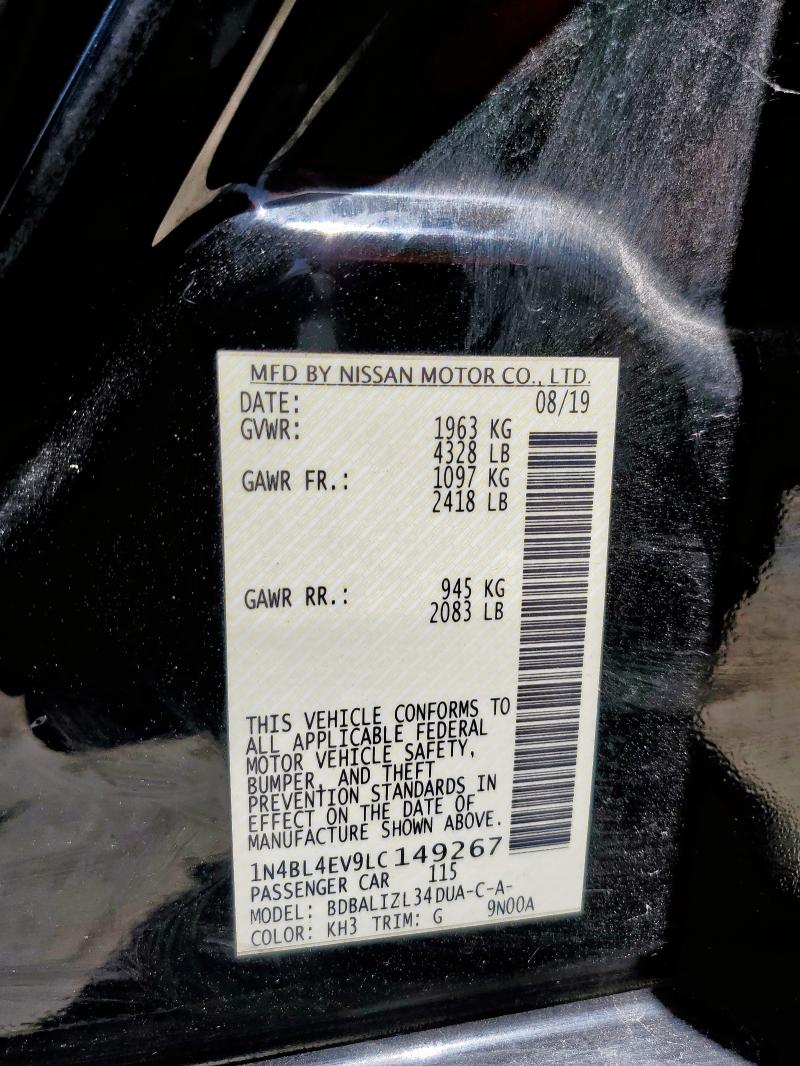 MFD BY NISSAN MOTOR CO., LTD.
DATE: 08/19
GVWR: 1963 KG
4328 LB
GAWR FR.: 1097 KG
2418 LB
GAWR RR.: 945 KG
2083 LB
THIS VEHICLE CONFORMS TO
ALL APPLICABLE FEDERAL
MOTOR VEHICLE SAFETY,
BUMPER, AND THEFT
PREVENTION STANDARDS IN
EFFECT ON THE DATE OF
MANUFACTURE SHOWN ABOVE.
1N4BL4EV9LC149267
PASSENGER CAR 115
MODEL: BDBALIZL34DUA-C-A-
9N00A
COLOR: KH3 TRIM: G